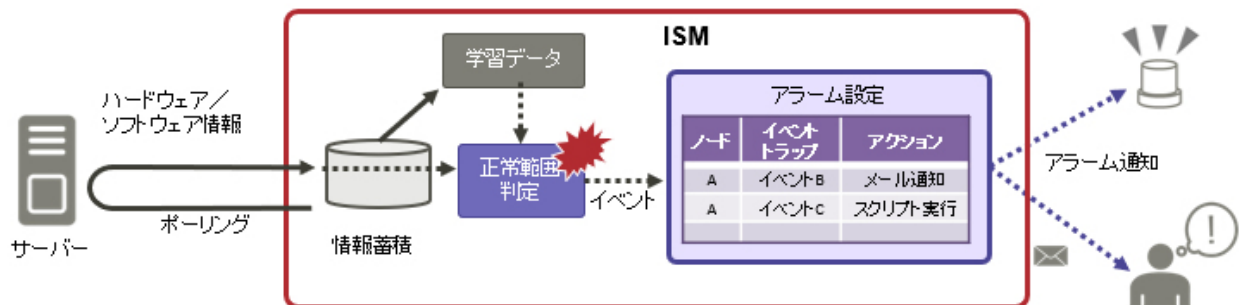 ISM
学習データ
ハードウェア／
ソフトウェア情報
アラーム設定
ノード
イベント
トラップ
アクション
A
イベントB
メール通知
A
イベントC
スクリプト実行
正常範囲
判定
イベント
アラーム通知
ポーリング
サーバー
情報蓄積
!